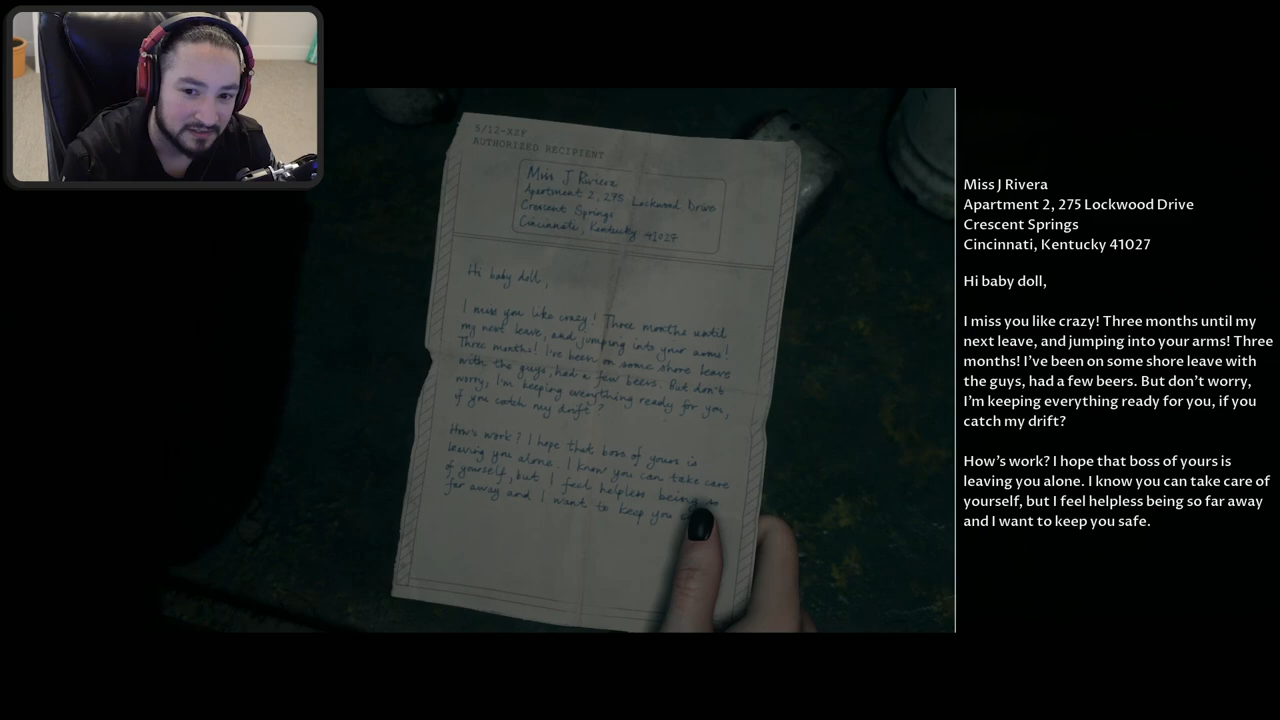 5/12-XZF
AUTHORIZED RECIPIENT
Miss J Rivera
Apartment 2, 275 Lockwood Drive
Crescent Springs
Cincinnati, Kentucky 41027
Hi baby doll,
I miss you like crazy! Three months until
my next leave, and jumping into your arms!
Three months! I've been on some shore leave
with the guys, had a few beers. But don't
worry, I'm keeping everything ready for you,
if you catch my drift?
How's work? I hope that boss of yours is
leaving you alone. I know you can take care
of yourself, but I feel helpless being so
far away and I want to keep you
Miss J Rivera
Apartment 2, 275 Lockwood Drive
Crescent Springs
Cincinnati, Kentucky 41027
Hi baby doll,
I miss you like crazy! Three months until my
next leave, and jumping into your arms! Three
months! I've been on some shore leave with
the guys, had a few beers. But don't worry,
I'm keeping everything ready for you, if you
catch my drift?
How's work? I hope that boss of yours is
leaving you alone. I know you can take care of
yourself, but I feel helpless being so far away
and I want to keep you safe.